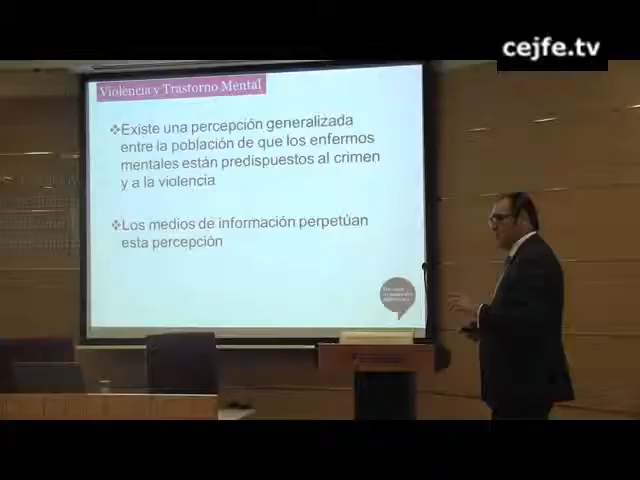 cejfe.tv
Violencia y Trastorno Mental
❖Existe una percepción generalizada
entre la población de que los enfermos
mentales están predispuestos al crimen
y a la violencia
❖Los medios de información perpetúan
esta percepción